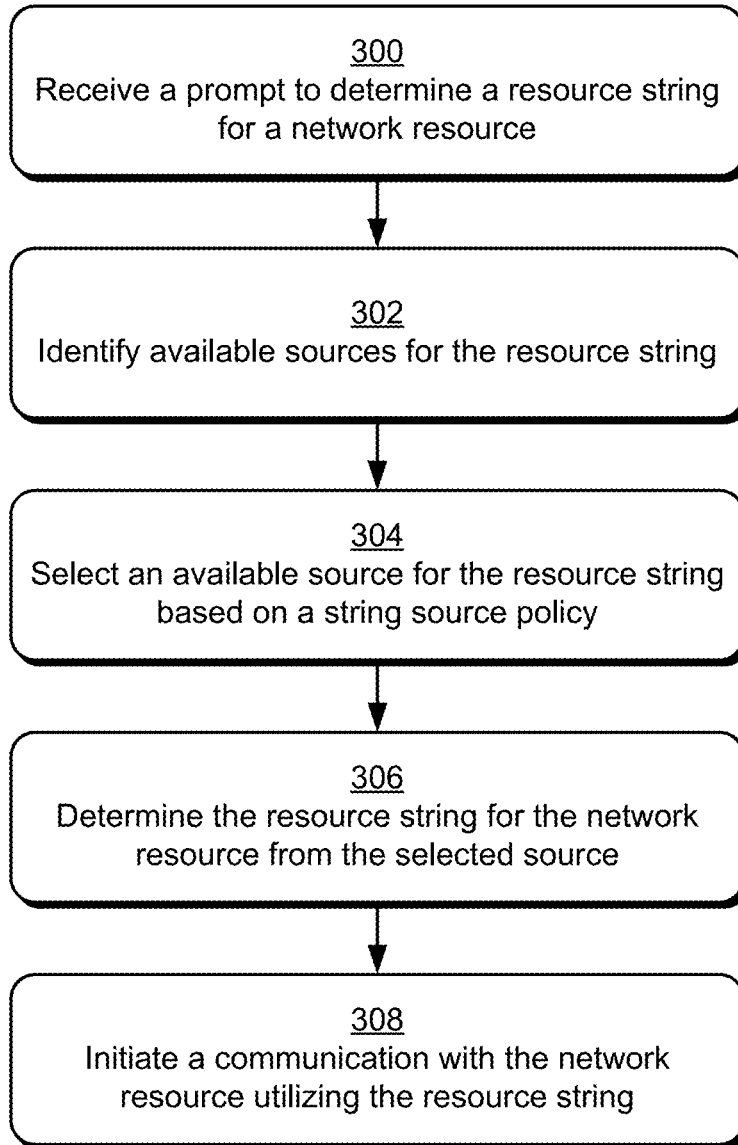 300
Receive a prompt to determine a resource string
for a network resource
302
Identify available sources for the resource string
304
Select an available source for the resource string
based on a string source policy
306
Determine the resource string for the network
resource from the selected source
308
Initiate a communication with the network
resource utilizing the resource string